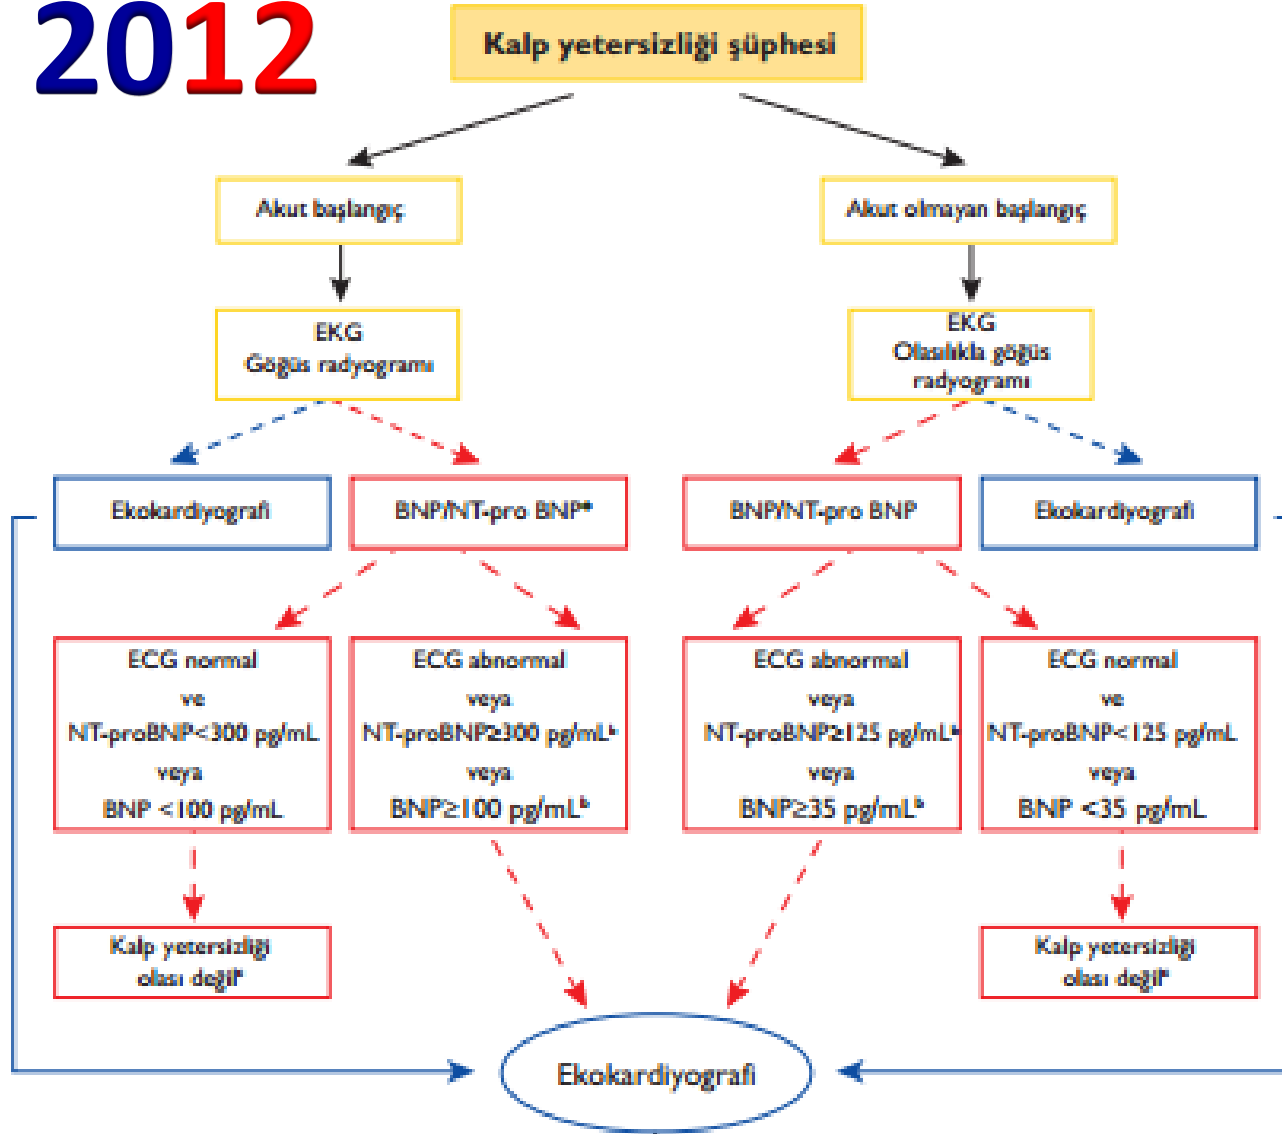 2012
Kalp yetersizliği şüphesi
Akut başlangıç
Akut olmayan başlangıç
EKG
Göğüs radyogramı
EKG
Olasılıkla göğüs
radyogramı
Ekokardiyografi
BNP/NT-pro BNP*
BNP/NT-pro BNP
Ekokardiyografi
ECG normal
ve
NT-proBNP<300 pg/mL
veya
BNP <100 pg/mL
ECG abnormal
veya
NT-proBNP≥300 pg/mLᵇ
veya
BNP≥100 pg/mLᵇ
ECG abnormal
veya
NT-proBNP≥125 pg/mLᵇ
veya
BNP≥35 pg/mLᵇ
ECG normal
ve
NT-proBNP<125 pg/mL
veya
BNP <35 pg/mL
Kalp yetersizliği
olası değilᶜ
Kalp yetersizliği
olası değilᶜ
Ekokardiyografi